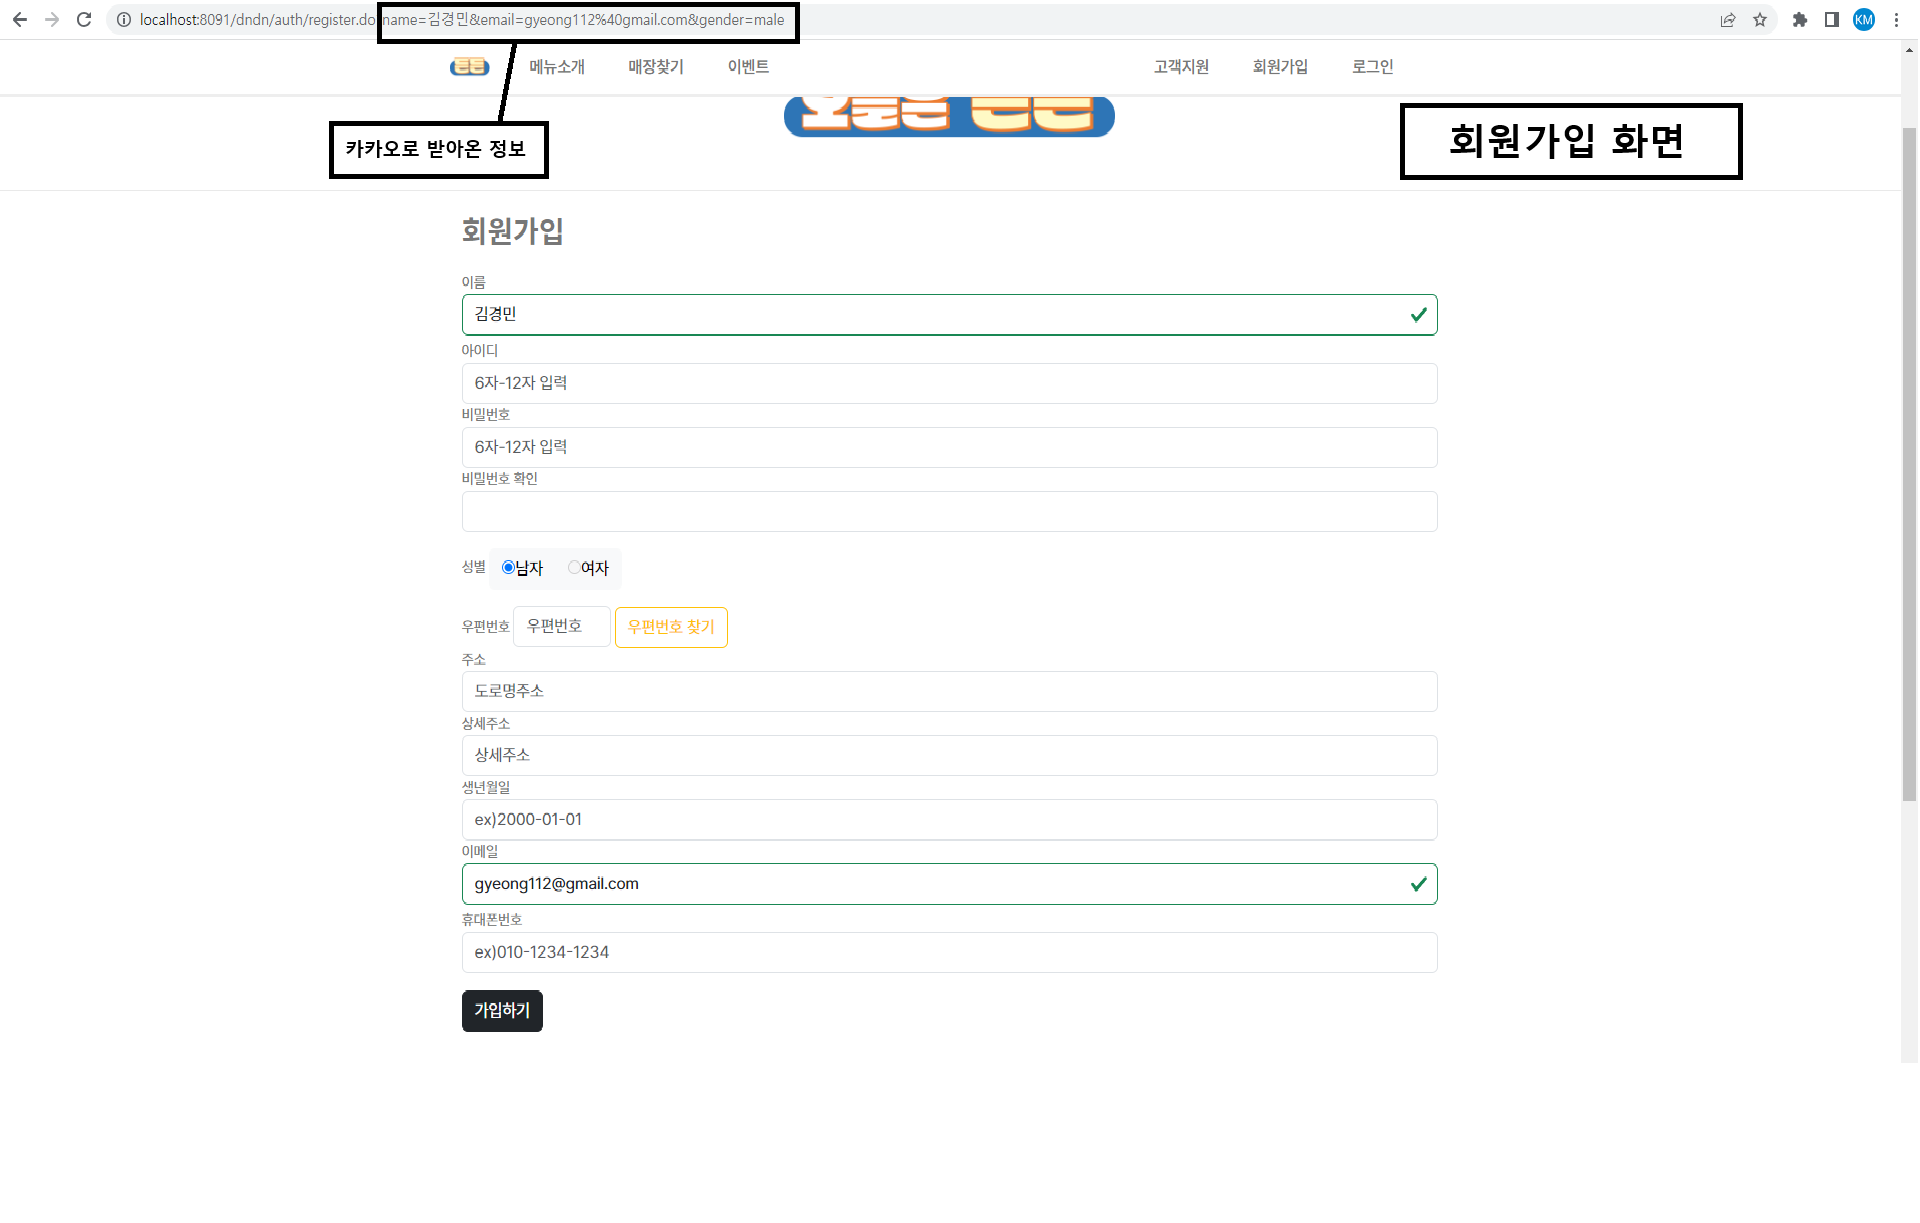 localhost:8091/dndn/auth/register.do
name=김경민&email=gyeong112%40gmail.com&gender=male
KM
든든
메뉴소개
매장찾기
이벤트
고객지원
회원가입
로그인
오늘은 든든
카카오로 받아온 정보
회원가입 화면
회원가입
이름
김경민
아이디
6자-12자 입력
비밀번호
6자-12자 입력
비밀번호 확인
성별 남자 여자
우편번호 우편번호 우편번호 찾기
주소
도로명주소
상세주소
상세주소
생년월일
ex)2000-01-01
이메일
gyeong112@gmail.com
휴대폰번호
ex)010-1234-1234
가입하기